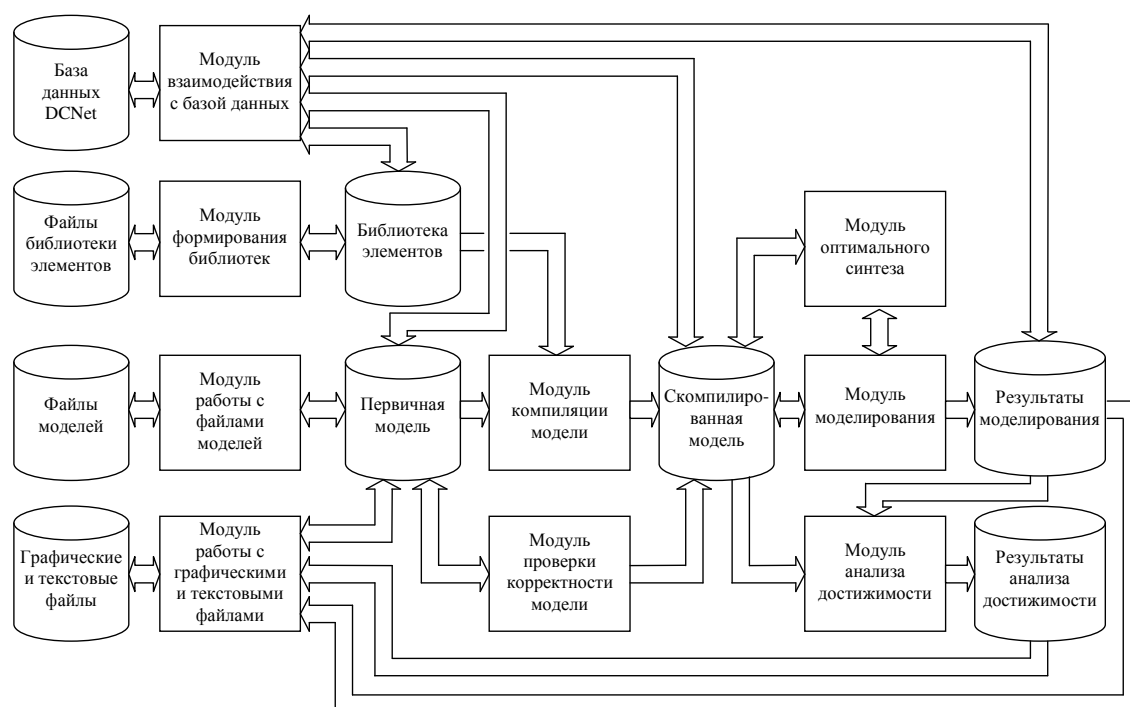 База
данных
DCNet
Модуль
взаимодействия
с базой данных
Файлы
библиотеки
элементов
Модуль
формирования
библиотек
Библиотека
элементов
Модуль
оптимального
синтеза
Файлы
моделей
Модуль
работы с
файлами
моделей
Первичная
модель
Модуль
компиляции
модели
Скомпилиро-
ванная
модель
Модуль
моделирования
Результаты
моделирования
Графические
и текстовые
файлы
Модуль
работы с
графическими
и текстовыми
файлами
Модуль
проверки
корректности
модели
Модуль
анализа
достижимости
Результаты
анализа
достижимости